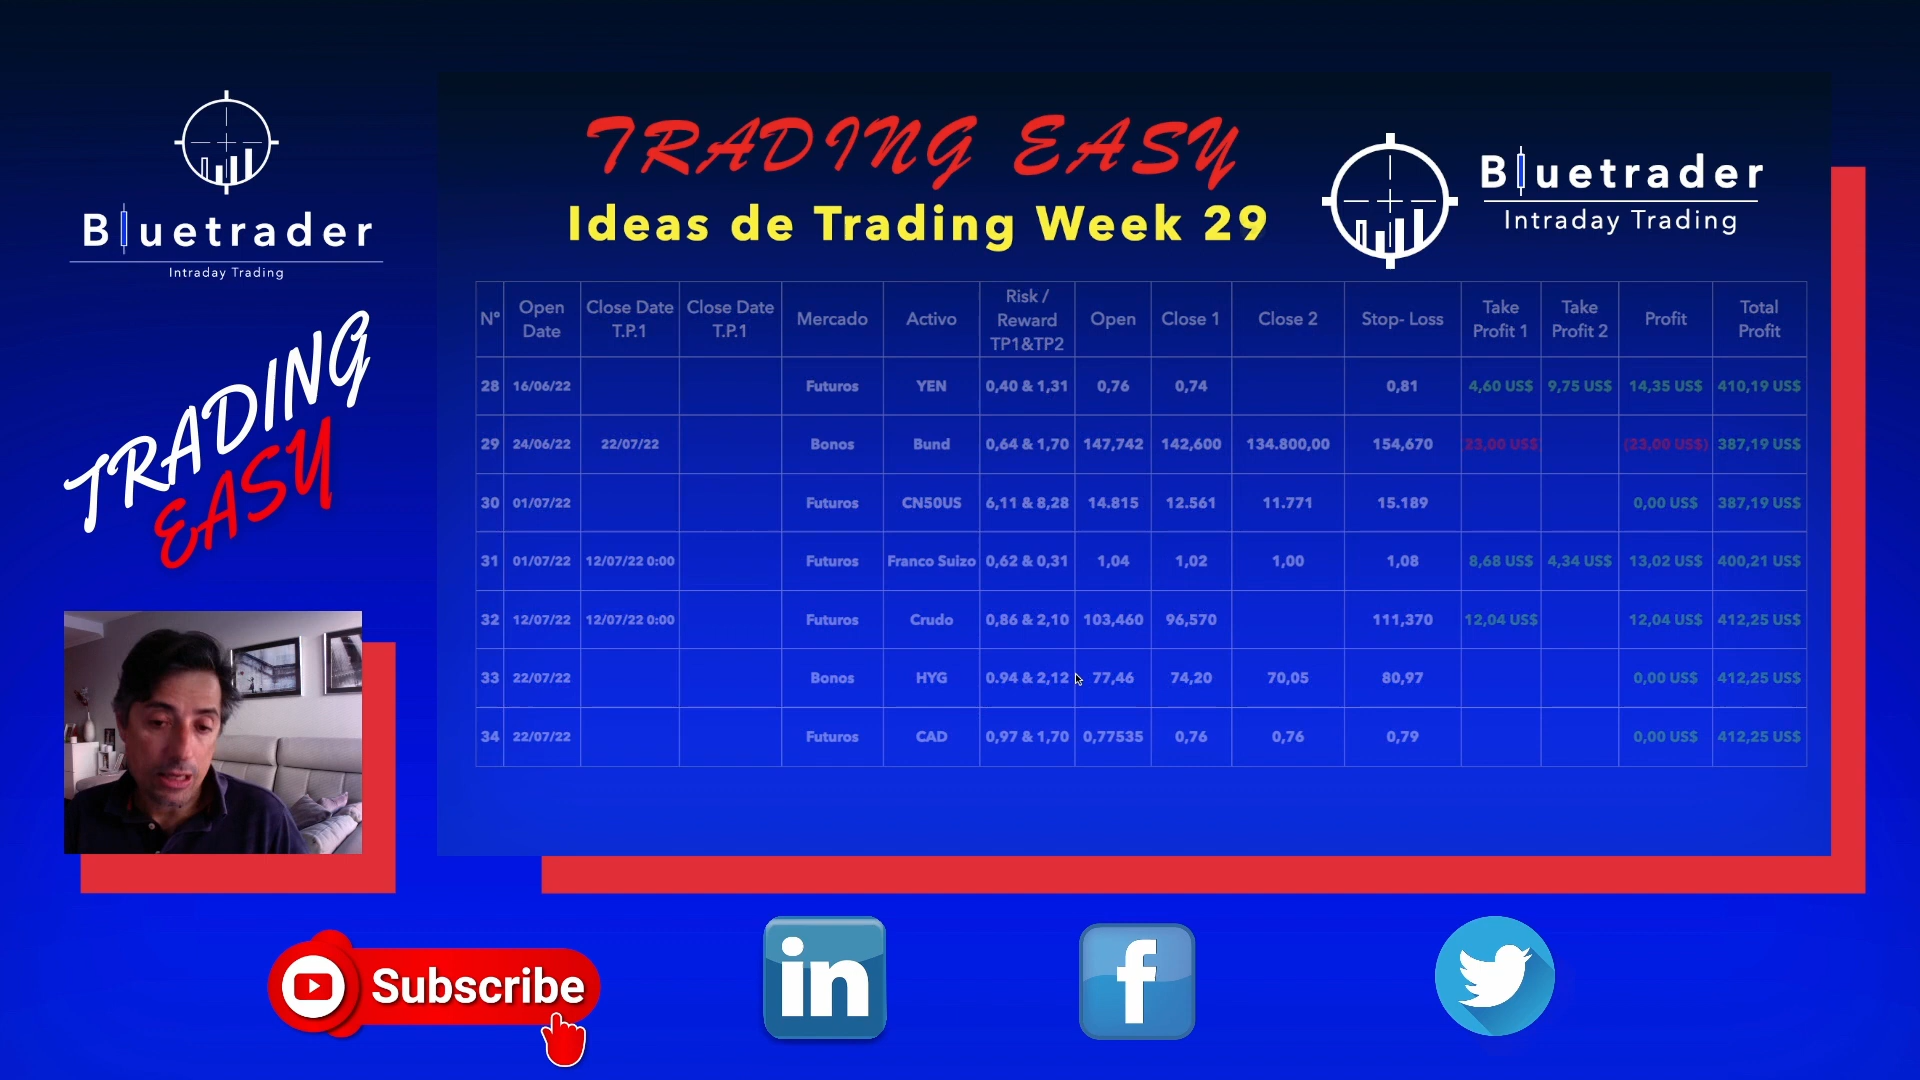 Bluetrader
Intraday Trading
TRADING
EASY
TRADING EASY
Ideas de Trading Week 29
Bluetrader
Intraday Trading
Nº Open Date Close Date T.P.1 Close Date T.P.1 Mercado Activo Risk / Reward TP1&TP2 Open Close 1 Close 2 Stop- Loss Take Profit 1 Take Profit 2 Profit Total Profit
28 16/06/22 Futuros YEN 0,40 & 1,31 0,76 0,74 0,81 4,60 US$ 9,75 US$ 14,35 US$ 410,19 US$
29 24/06/22 22/07/22 Bonos Bund 0,64 & 1,70 147,742 142,600 134.800,00 154,670 23,00 US$ (23,00 US$) 387,19 US$
30 01/07/22 Futuros CN50US 6,11 & 8,28 14.815 12.561 11.771 15.189 0,00 US$ 387,19 US$
31 01/07/22 12/07/22 0:00 Futuros Franco Suizo 0,62 & 0,31 1,04 1,02 1,00 1,08 8,68 US$ 4,34 US$ 13,02 US$ 400,21 US$
32 12/07/22 12/07/22 0:00 Futuros Crudo 0,86 & 2,10 103,460 96,570 111,370 12,04 US$ 12,04 US$ 412,25 US$
33 22/07/22 Bonos HYG 0.94 & 2,12 77,46 74,20 70,05 80,97 0,00 US$ 412,25 US$
34 22/07/22 Futuros CAD 0,97 & 1,70 0,77535 0,76 0,76 0,79 0,00 US$ 412,25 US$
Subscribe
in
f